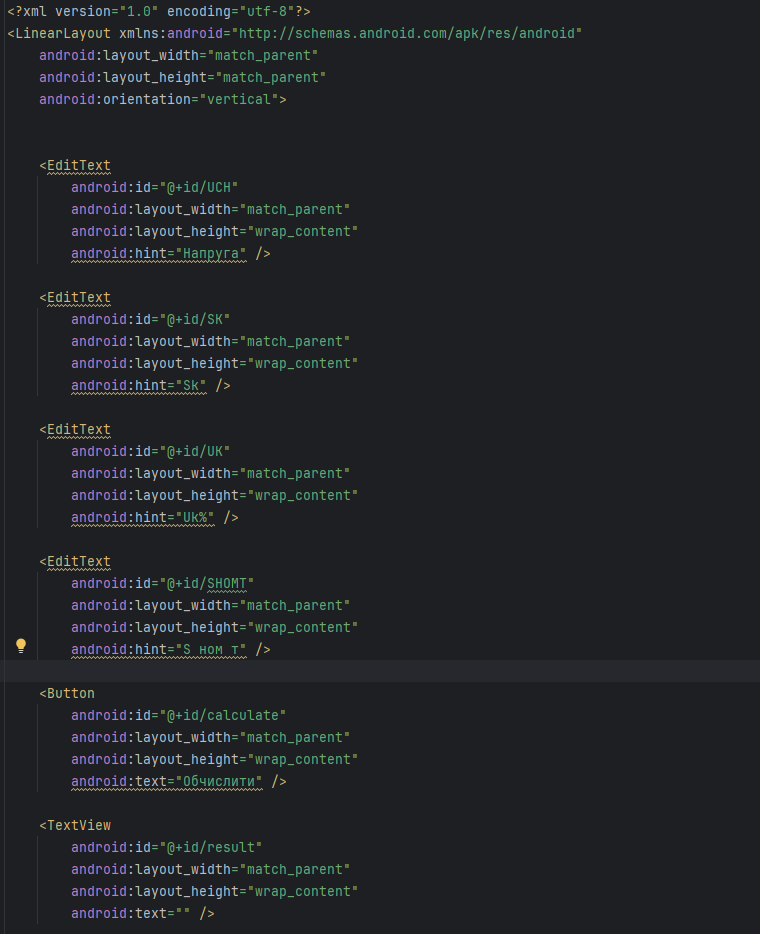 <?xml version="1.0" encoding="utf-8"?>
<LinearLayout xmlns:android="http://schemas.android.com/apk/res/android"
    android:layout_width="match_parent"
    android:layout_height="match_parent"
    android:orientation="vertical">

    <EditText
        android:id="@+id/UCH"
        android:layout_width="match_parent"
        android:layout_height="wrap_content"
        android:hint="Напруга" />

    <EditText
        android:id="@+id/SK"
        android:layout_width="match_parent"
        android:layout_height="wrap_content"
        android:hint="Sk" />

    <EditText
        android:id="@+id/UK"
        android:layout_width="match_parent"
        android:layout_height="wrap_content"
        android:hint="Uk%" />

    <EditText
        android:id="@+id/SHOMT"
        android:layout_width="match_parent"
        android:layout_height="wrap_content"
        android:hint="S ном т" />

    <Button
        android:id="@+id/calculate"
        android:layout_width="match_parent"
        android:layout_height="wrap_content"
        android:text="Обчислити" />

    <TextView
        android:id="@+id/result"
        android:layout_width="match_parent"
        android:layout_height="wrap_content"
        android:text="" />